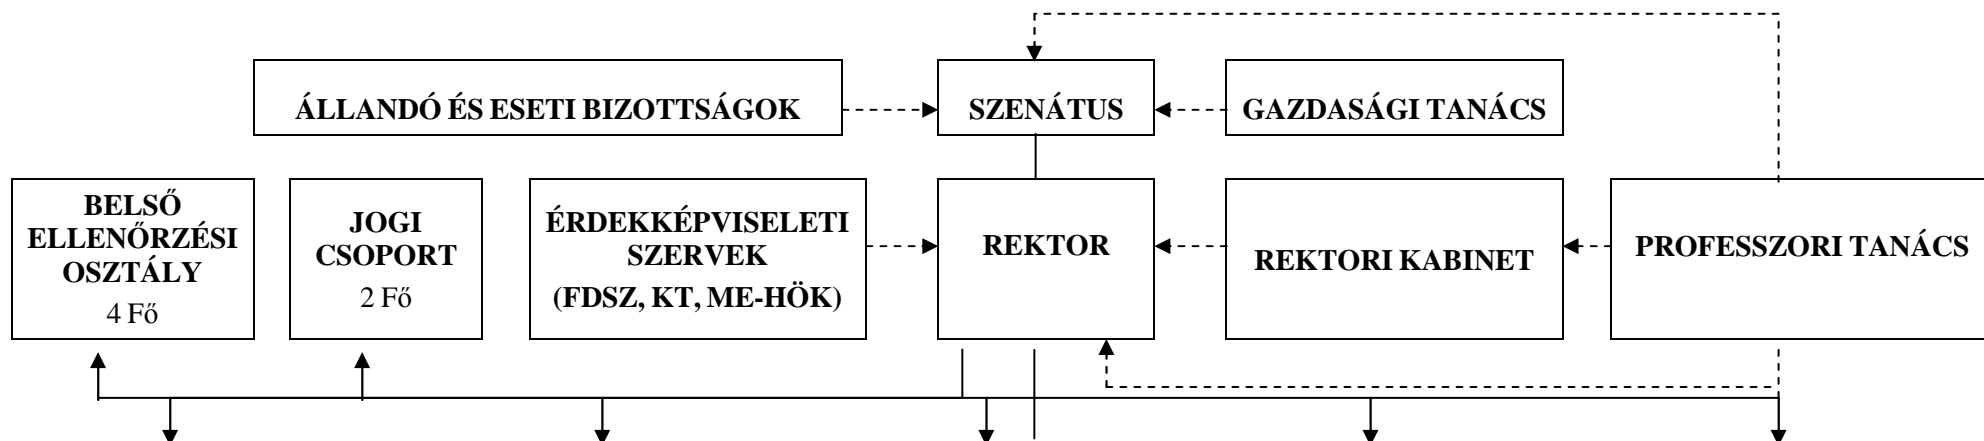 ÁLLANDÓ ÉS ESETI BIZOTTSÁGOK
SZENÁTUS
GAZDASÁGI TANÁCS
BELSŐ
ELLENŐRZÉSI
OSZTÁLY
4 Fő
JOGI
CSOPORT
2 Fő
ÉRDEKKÉPVISELETI
SZERVEK
(FDSZ, KT, ME-HÖK)
REKTOR
REKTORI KABINET
PROFESSZORI TANÁCS